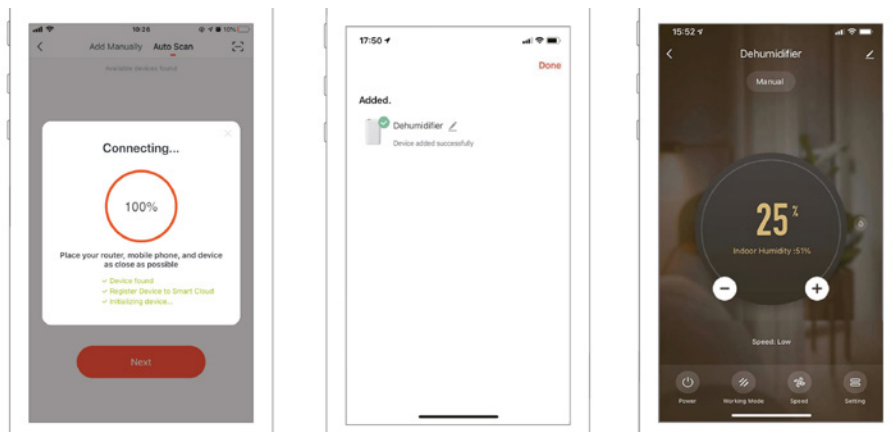 10:26
10%
Add Manually Auto Scan
Available devices found
Connecting...
100%
Place your router, mobile phone, and device
as close as possible
✓ Device found
✓ Register Device to Smart Cloud
✓ Initializing device...
Next
17:50
Done
Added.
Dehumidifier
Device added successfully
15:52
Dehumidifier
Manual
25%
Indoor Humidity :51%
Speed: Low
Power Working Mode Speed Setting